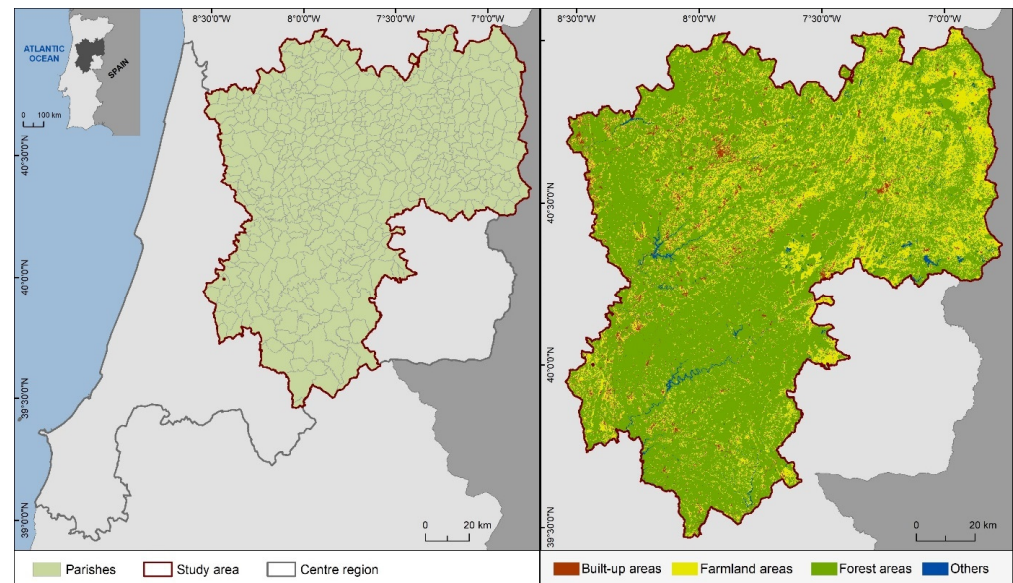 8°30'0"W
8°0'0"W
7°30'0"W
7°0'0"W
ATLANTIC
OCEAN
SPAIN
0 100 km
40°30'0"N
40°0'0"N
39°30'0"N
39°0'0"N
0 20 km
Parishes
Study area
Centre region
8°30'0"W
8°0'0"W
7°30'0"W
7°0'0"W
40°30'0"N
40°0'0"N
39°30'0"N
0 20 km
Built-up areas
Farmland areas
Forest areas
Others